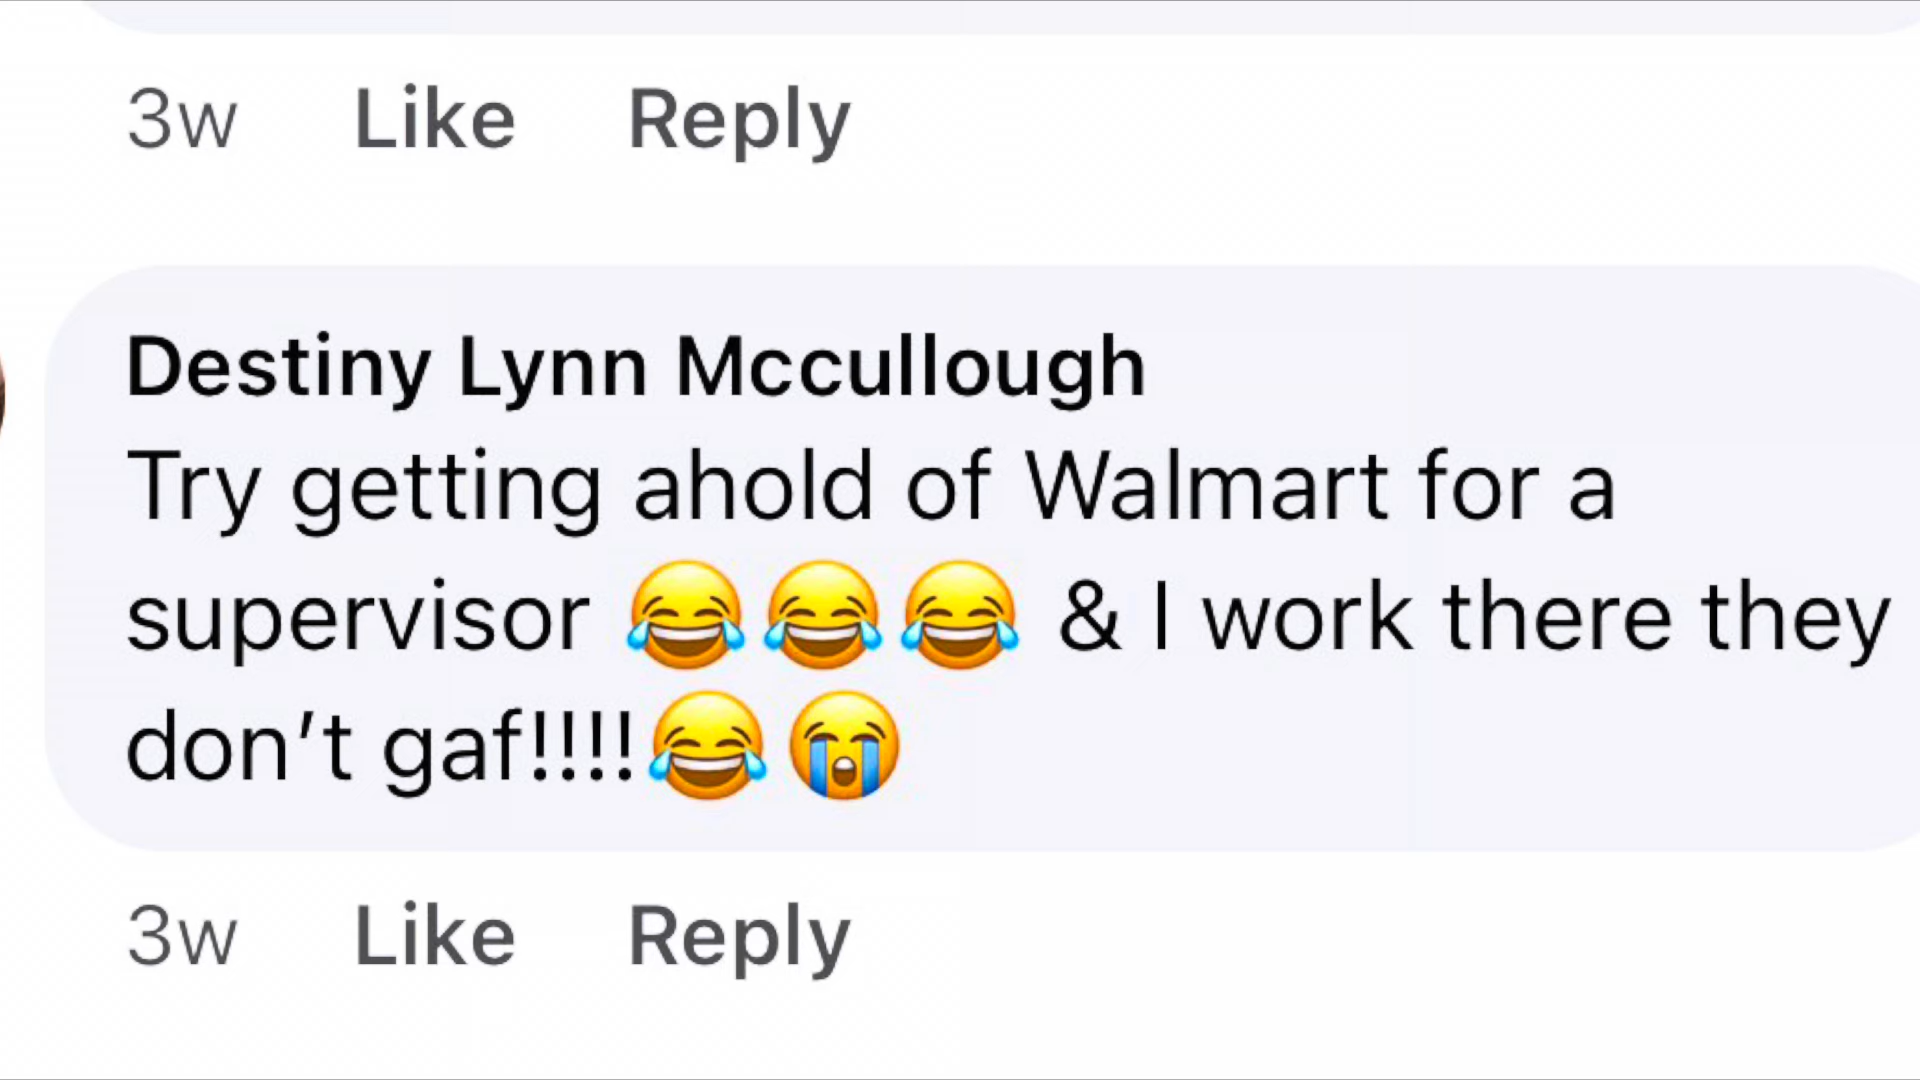 3w Like Reply
Destiny Lynn Mccullough
Try getting ahold of Walmart for a
supervisor 😂😂😂 & I work there they
don’t gaf!!!!😂😭
3w Like Reply